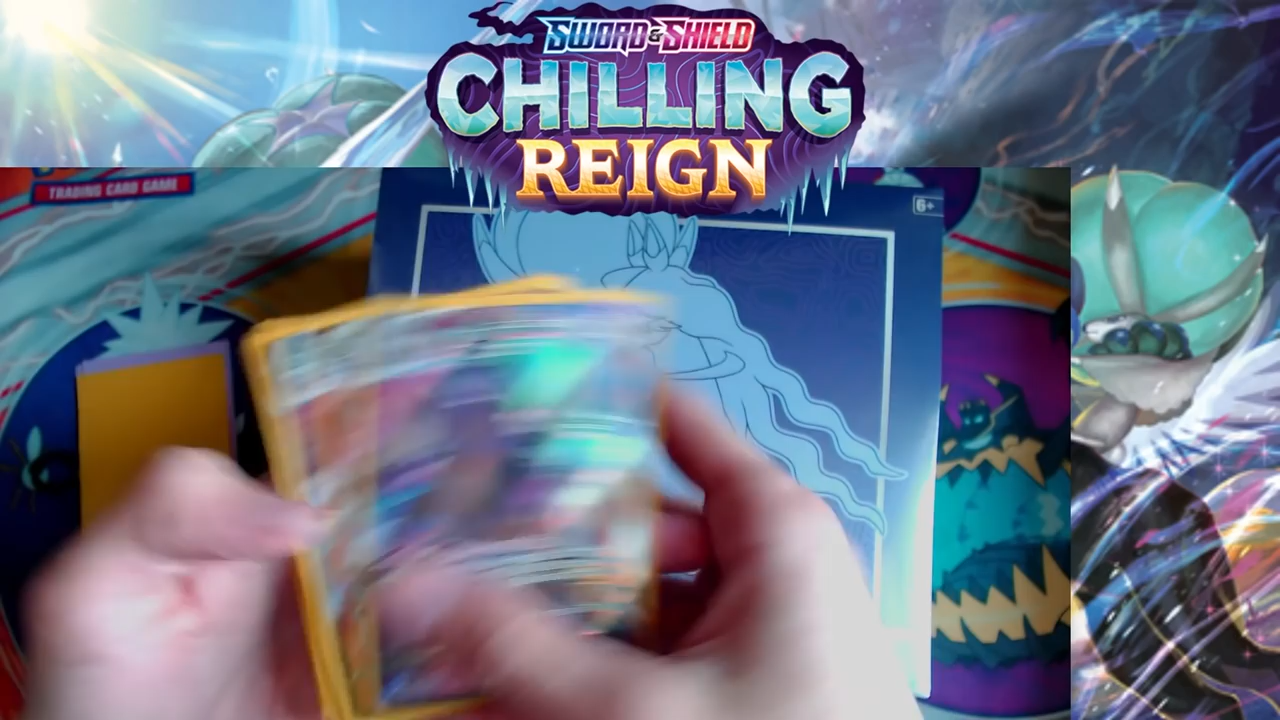 SWORD & SHIELD
CHILLING
REIGN
TRADING CARD GAME
6+